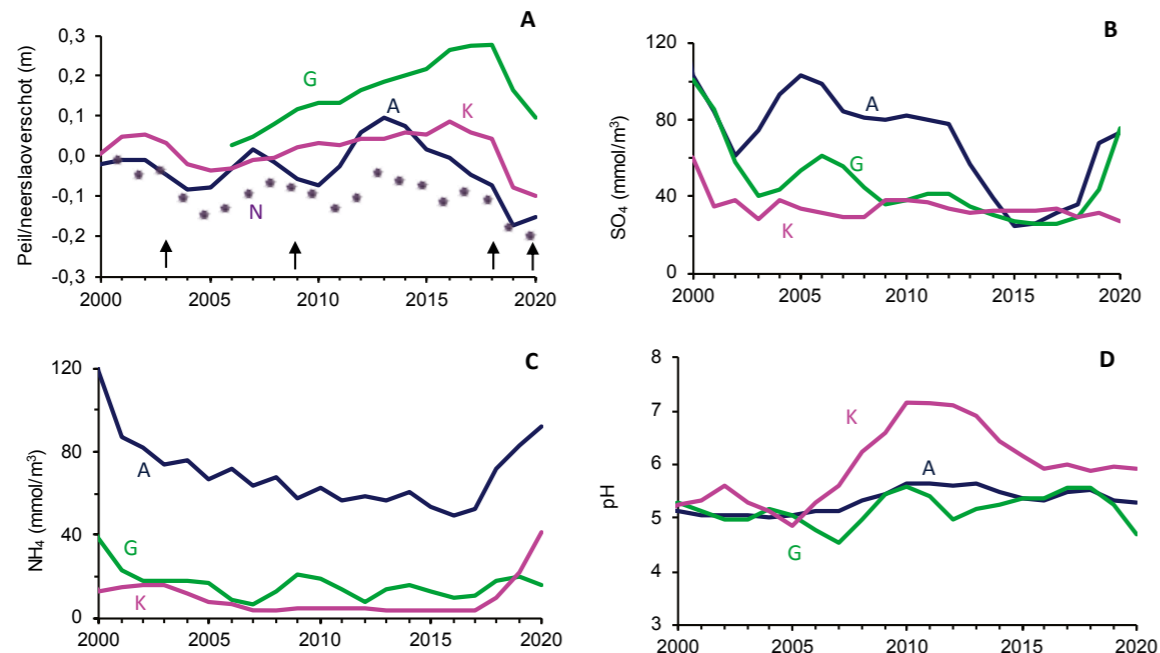 A
Peil/neerslaoverschot (m)
0,3
0,2
0,1
0,0
-0,1
-0,2
-0,3
G
A
K
N
2000
2005
2010
2015
2020
B
SO₄ (mmol/m³)
120
80
40
0
A
G
K
2000
2005
2010
2015
2020
C
NH₄ (mmol/m³)
120
80
40
0
A
G
K
2000
2005
2010
2015
2020
D
pH
8
7
6
5
4
3
K
A
G
2000
2005
2010
2015
2020